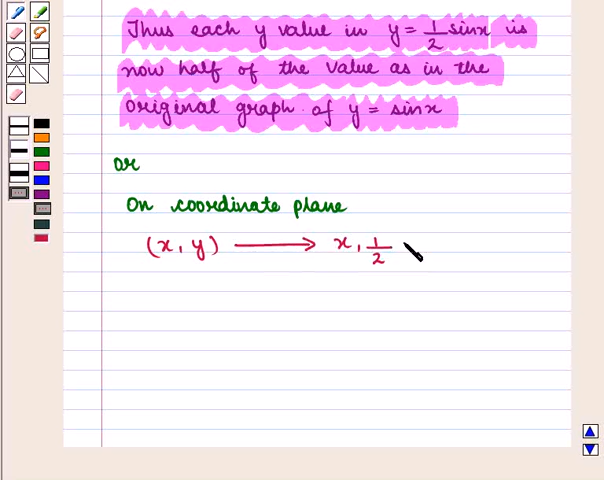 Thus each y value in y = 1/2 sinx is
now half of the value as in the
original graph of y = sinx
or
On coordinate plane
(x, y) ⟶ x, 1/2